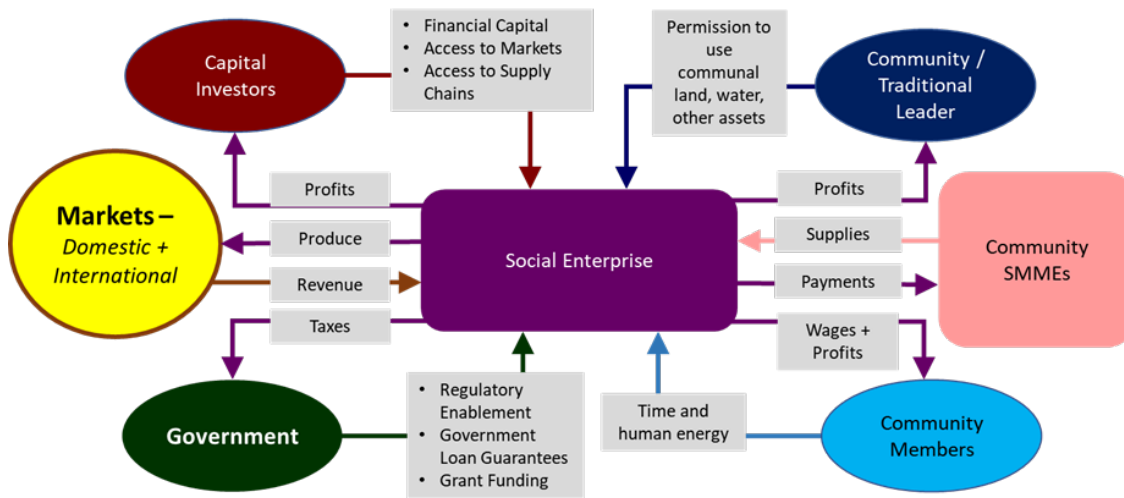 Capital
Investors
• Financial Capital
• Access to Markets
• Access to Supply
Chains
Permission to
use
communal
land, water,
other assets
Community /
Traditional
Leader
Markets –
Domestic +
International
Profits
Produce
Revenue
Taxes
Social Enterprise
Profits
Supplies
Payments
Wages +
Profits
Community
SMMEs
Government
• Regulatory
Enablement
• Government
Loan Guarantees
• Grant Funding
Time and
human energy
Community
Members